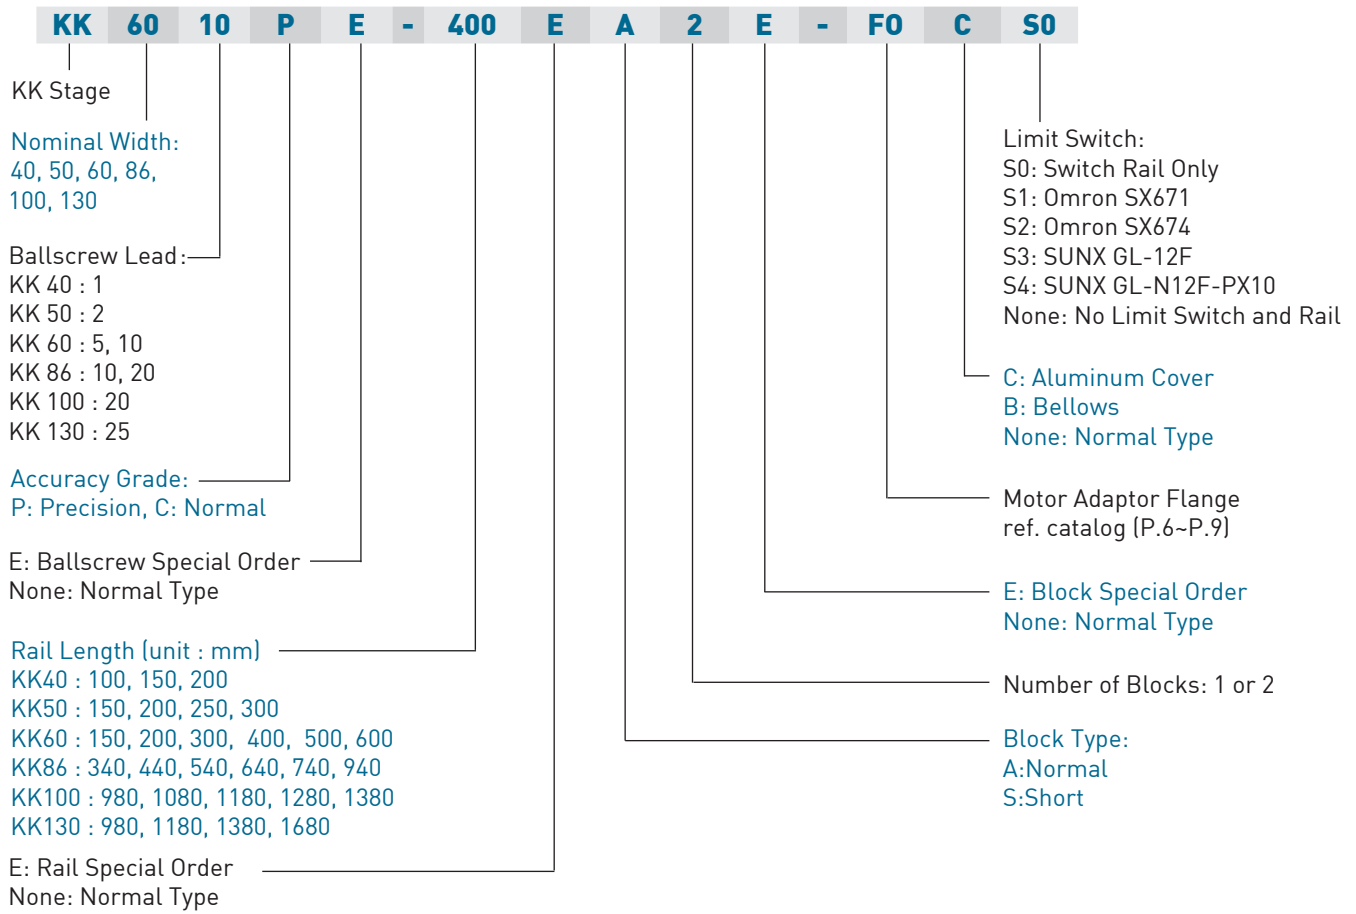 KK 60 10 P E - 400 E A 2 E - F0 C S0
KK Stage
Nominal Width:
40, 50, 60, 86,
100, 130
Ballscrew Lead:
KK 40 : 1
KK 50 : 2
KK 60 : 5, 10
KK 86 : 10, 20
KK 100 : 20
KK 130 : 25
Accuracy Grade:
P: Precision, C: Normal
E: Ballscrew Special Order
None: Normal Type
Rail Length (unit : mm)
KK40 : 100, 150, 200
KK50 : 150, 200, 250, 300
KK60 : 150, 200, 300, 400, 500, 600
KK86 : 340, 440, 540, 640, 740, 940
KK100 : 980, 1080, 1180, 1280, 1380
KK130 : 980, 1180, 1380, 1680
E: Rail Special Order
None: Normal Type
Limit Switch:
S0: Switch Rail Only
S1: Omron SX671
S2: Omron SX674
S3: SUNX GL-12F
S4: SUNX GL-N12F-PX10
None: No Limit Switch and Rail
C: Aluminum Cover
B: Bellows
None: Normal Type
Motor Adaptor Flange
ref. catalog (P.6~P.9)
E: Block Special Order
None: Normal Type
Number of Blocks: 1 or 2
Block Type:
A:Normal
S:Short